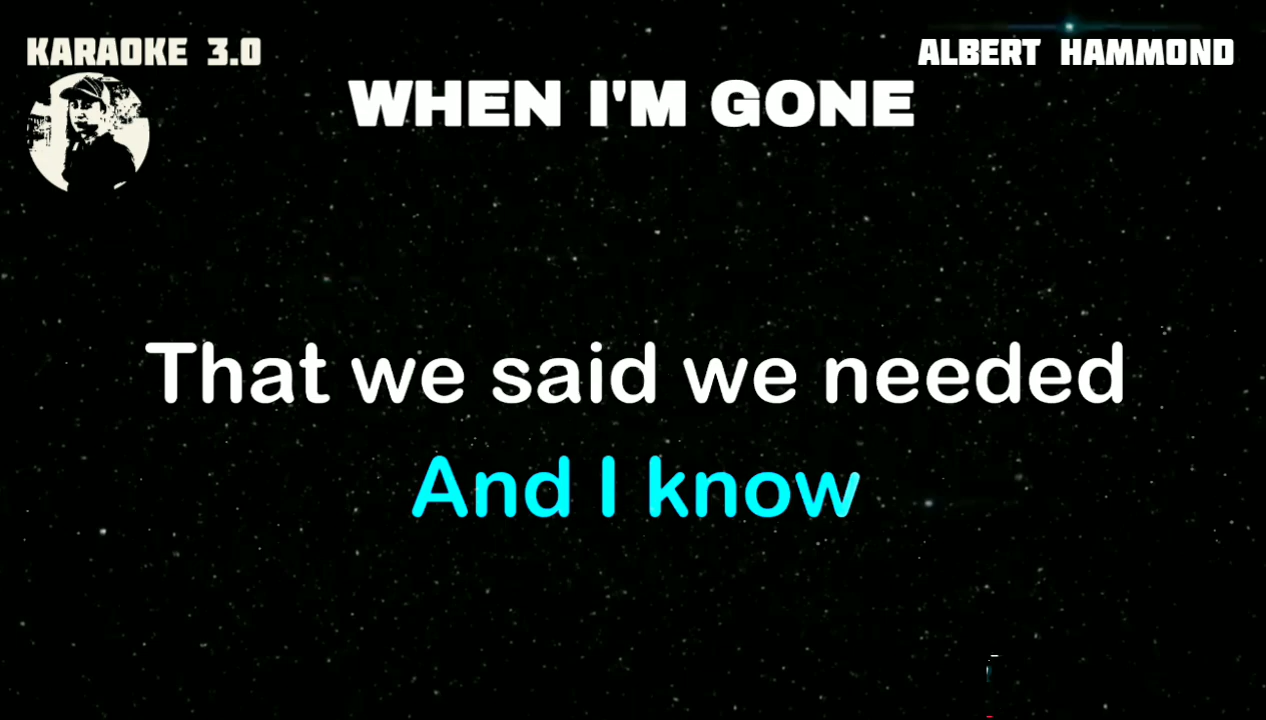 KARAOKE 3.0
ALBERT HAMMOND
WHEN I'M GONE
That we said we needed
And I know